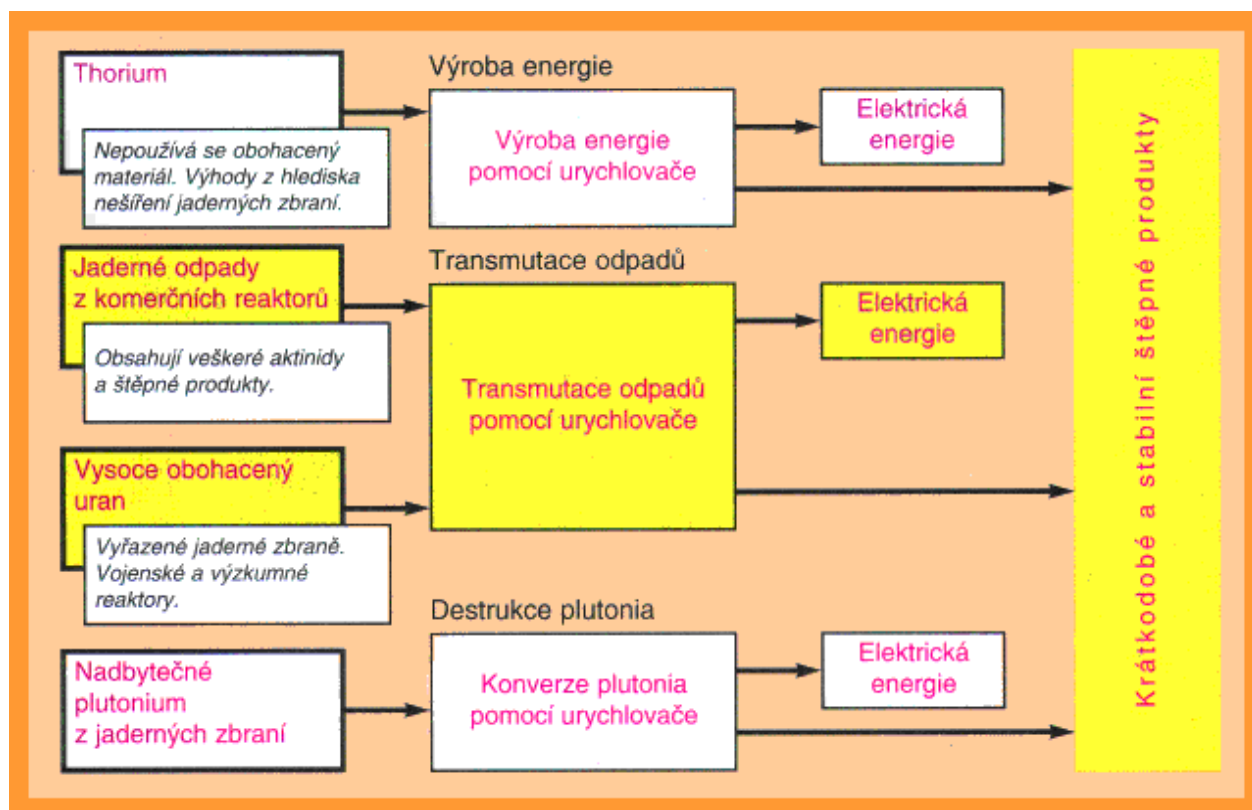 Thorium
Nepoužívá se obohacený
materiál. Výhody z hlediska
nešíření jaderných zbraní.
Výroba energie
Výroba energie
pomocí urychlovače
Elektrická
energie
Jaderné odpady
z komerčních reaktorů
Obsahují veškeré aktinidy
a štěpné produkty.
Transmutace odpadů
Transmutace odpadů
pomocí urychlovače
Elektrická
energie
Vysoce obohacený
uran
Vyřazené jaderné zbraně.
Vojenské a výzkumné
reaktory.
Destrukce plutonia
Nadbytečné
plutonium
z jaderných zbraní
Konverze plutonia
pomocí urychlovače
Elektrická
energie
Krátkodobé a stabilní štěpné produkty